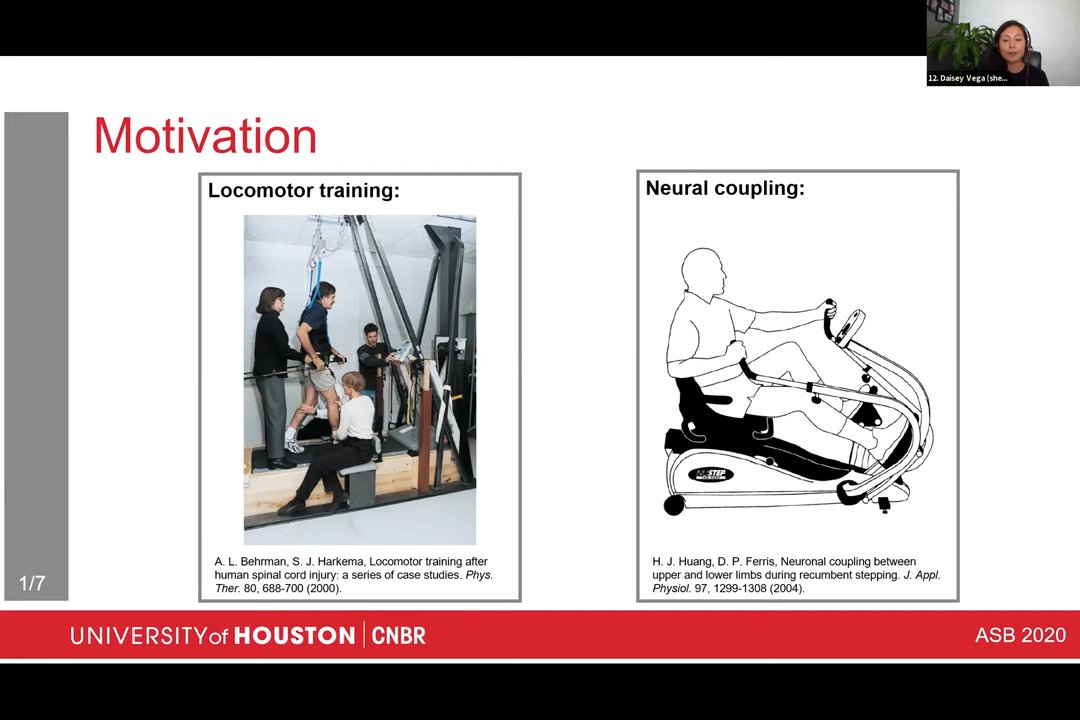 12. Daisey Vega (she...
Motivation
Locomotor training:
A. L. Behrman, S. J. Harkema, Locomotor training after
human spinal cord injury: a series of case studies. Phys.
Ther. 80, 688-700 (2000).
Neural coupling:
H. J. Huang, D. P. Ferris, Neuronal coupling between
upper and lower limbs during recumbent stepping. J. Appl.
Physiol. 97, 1299-1308 (2004).
1/7
UNIVERSITY of HOUSTON | CNBR
ASB 2020